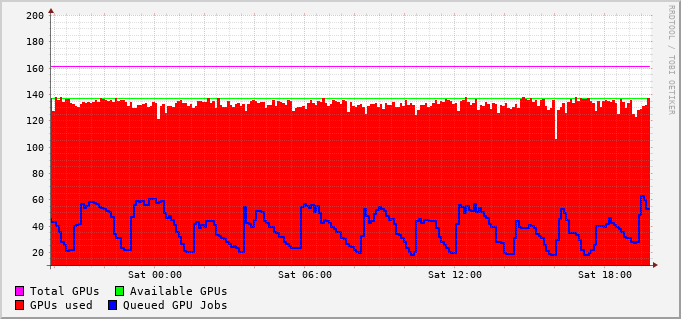 RRDTOOL / TOBI OETIKER
200
180
160
140
120
100
80
60
40
20
Sat 00:00 Sat 06:00 Sat 12:00 Sat 18:00
Total GPUs Available GPUs
GPUs used Queued GPU Jobs